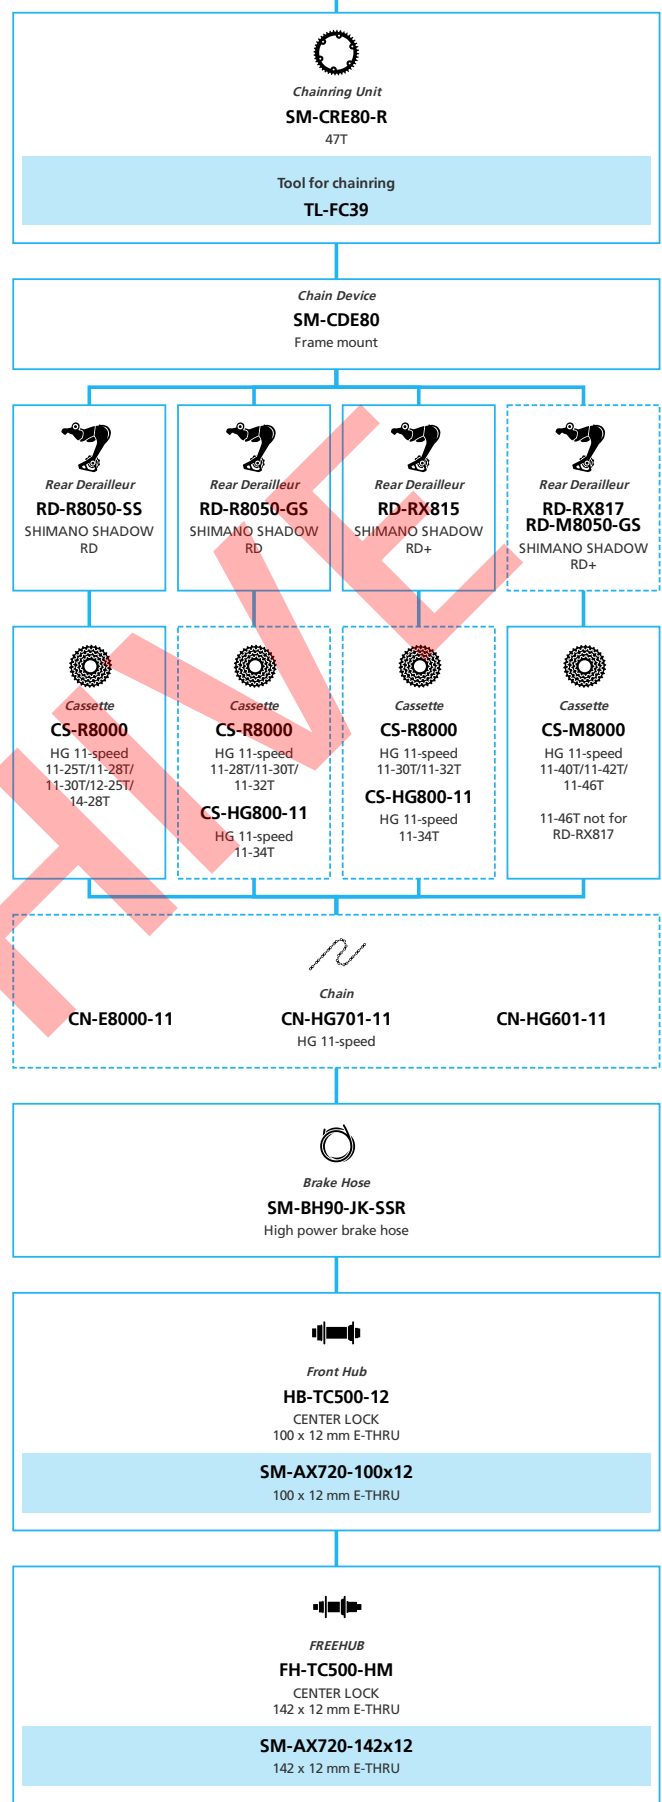 Chainring Unit
SM-CRE80-R
47T
Tool for chainring
TL-FC39
Chain Device
SM-CDE80
Frame mount
Rear Derailleur
RD-R8050-SS
SHIMANO SHADOW
RD
Rear Derailleur
RD-R8050-GS
SHIMANO SHADOW
RD
Rear Derailleur
RD-RX815
SHIMANO SHADOW
RD+
Rear Derailleur
RD-RX817
RD-M8050-GS
SHIMANO SHADOW
RD+
Cassette
CS-R8000
HG 11-speed
11-25T/11-28T/
11-30T/12-25T/
14-28T
Cassette
CS-R8000
HG 11-speed
11-28T/11-30T/
11-32T
CS-HG800-11
HG 11-speed
11-34T
Cassette
CS-R8000
HG 11-speed
11-30T/11-32T
CS-HG800-11
HG 11-speed
11-34T
Cassette
CS-M8000
HG 11-speed
11-40T/11-42T/
11-46T
11-46T not for
RD-RX817
Chain
CN-E8000-11
CN-HG701-11
HG 11-speed
CN-HG601-11
Brake Hose
SM-BH90-JK-SSR
High power brake hose
Front Hub
HB-TC500-12
CENTER LOCK
100 x 12 mm E-THRU
SM-AX720-100x12
100 x 12 mm E-THRU
FREEHUB
FH-TC500-HM
CENTER LOCK
142 x 12 mm E-THRU
SM-AX720-142x12
142 x 12 mm E-THRU
HIVE